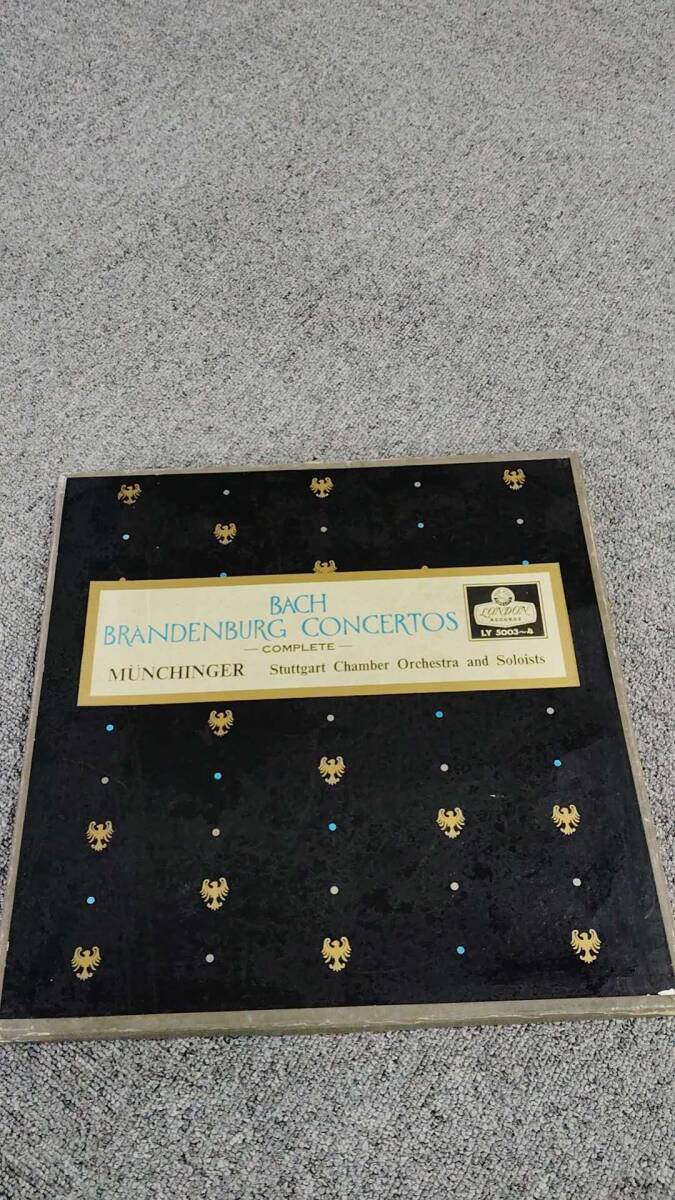 BACH
BRANDENBURG CONCERTOS
— COMPLETE —
MÜNCHINGER Stuttgart Chamber Orchestra and Soloists
LONDON
RECORDS
LY 5003~4